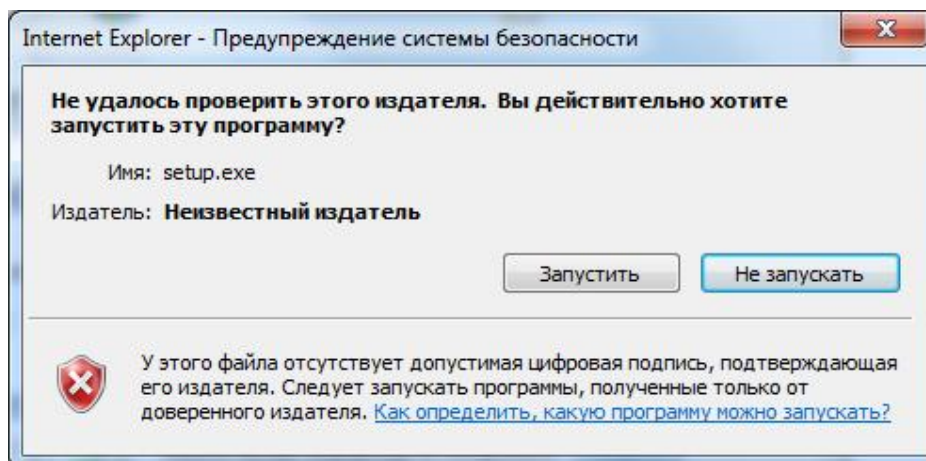 Internet Explorer - Предупреждение системы безопасности
Не удалось проверить этого издателя. Вы действительно хотите
запустить эту программу?
Имя: setup.exe
Издатель: Неизвестный издатель
Запустить Не запускать
У этого файла отсутствует допустимая цифровая подпись, подтверждающая
его издателя. Следует запускать программы, полученные только от
доверенного издателя. Как определить, какую программу можно запускать?